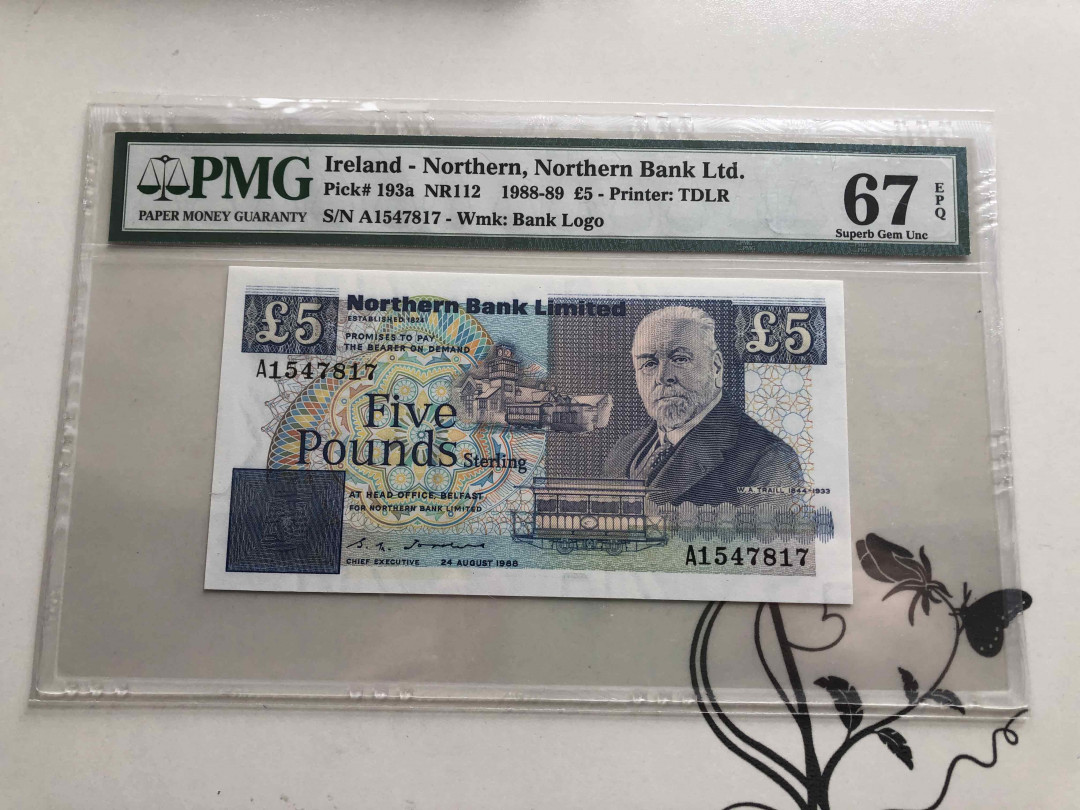 PMG
PAPER MONEY GUARANTY
Ireland - Northern, Northern Bank Ltd.
Pick# 193a NR112 1988-89 £5 - Printer: TDLR
S/N A1547817 - Wmk: Bank Logo
67 EPQ
Superb Gem Unc
£5
Northern Bank Limited
ESTABLISHED 1824
PROMISES TO PAY
THE BEARER ON DEMAND
£5
A1547817
Five
Pounds Sterling
AT HEAD OFFICE, BELFAST
FOR NORTHERN BANK LIMITED
W. A. TRAILL 1844-1933
CHIEF EXECUTIVE 24 AUGUST 1988
A1547817